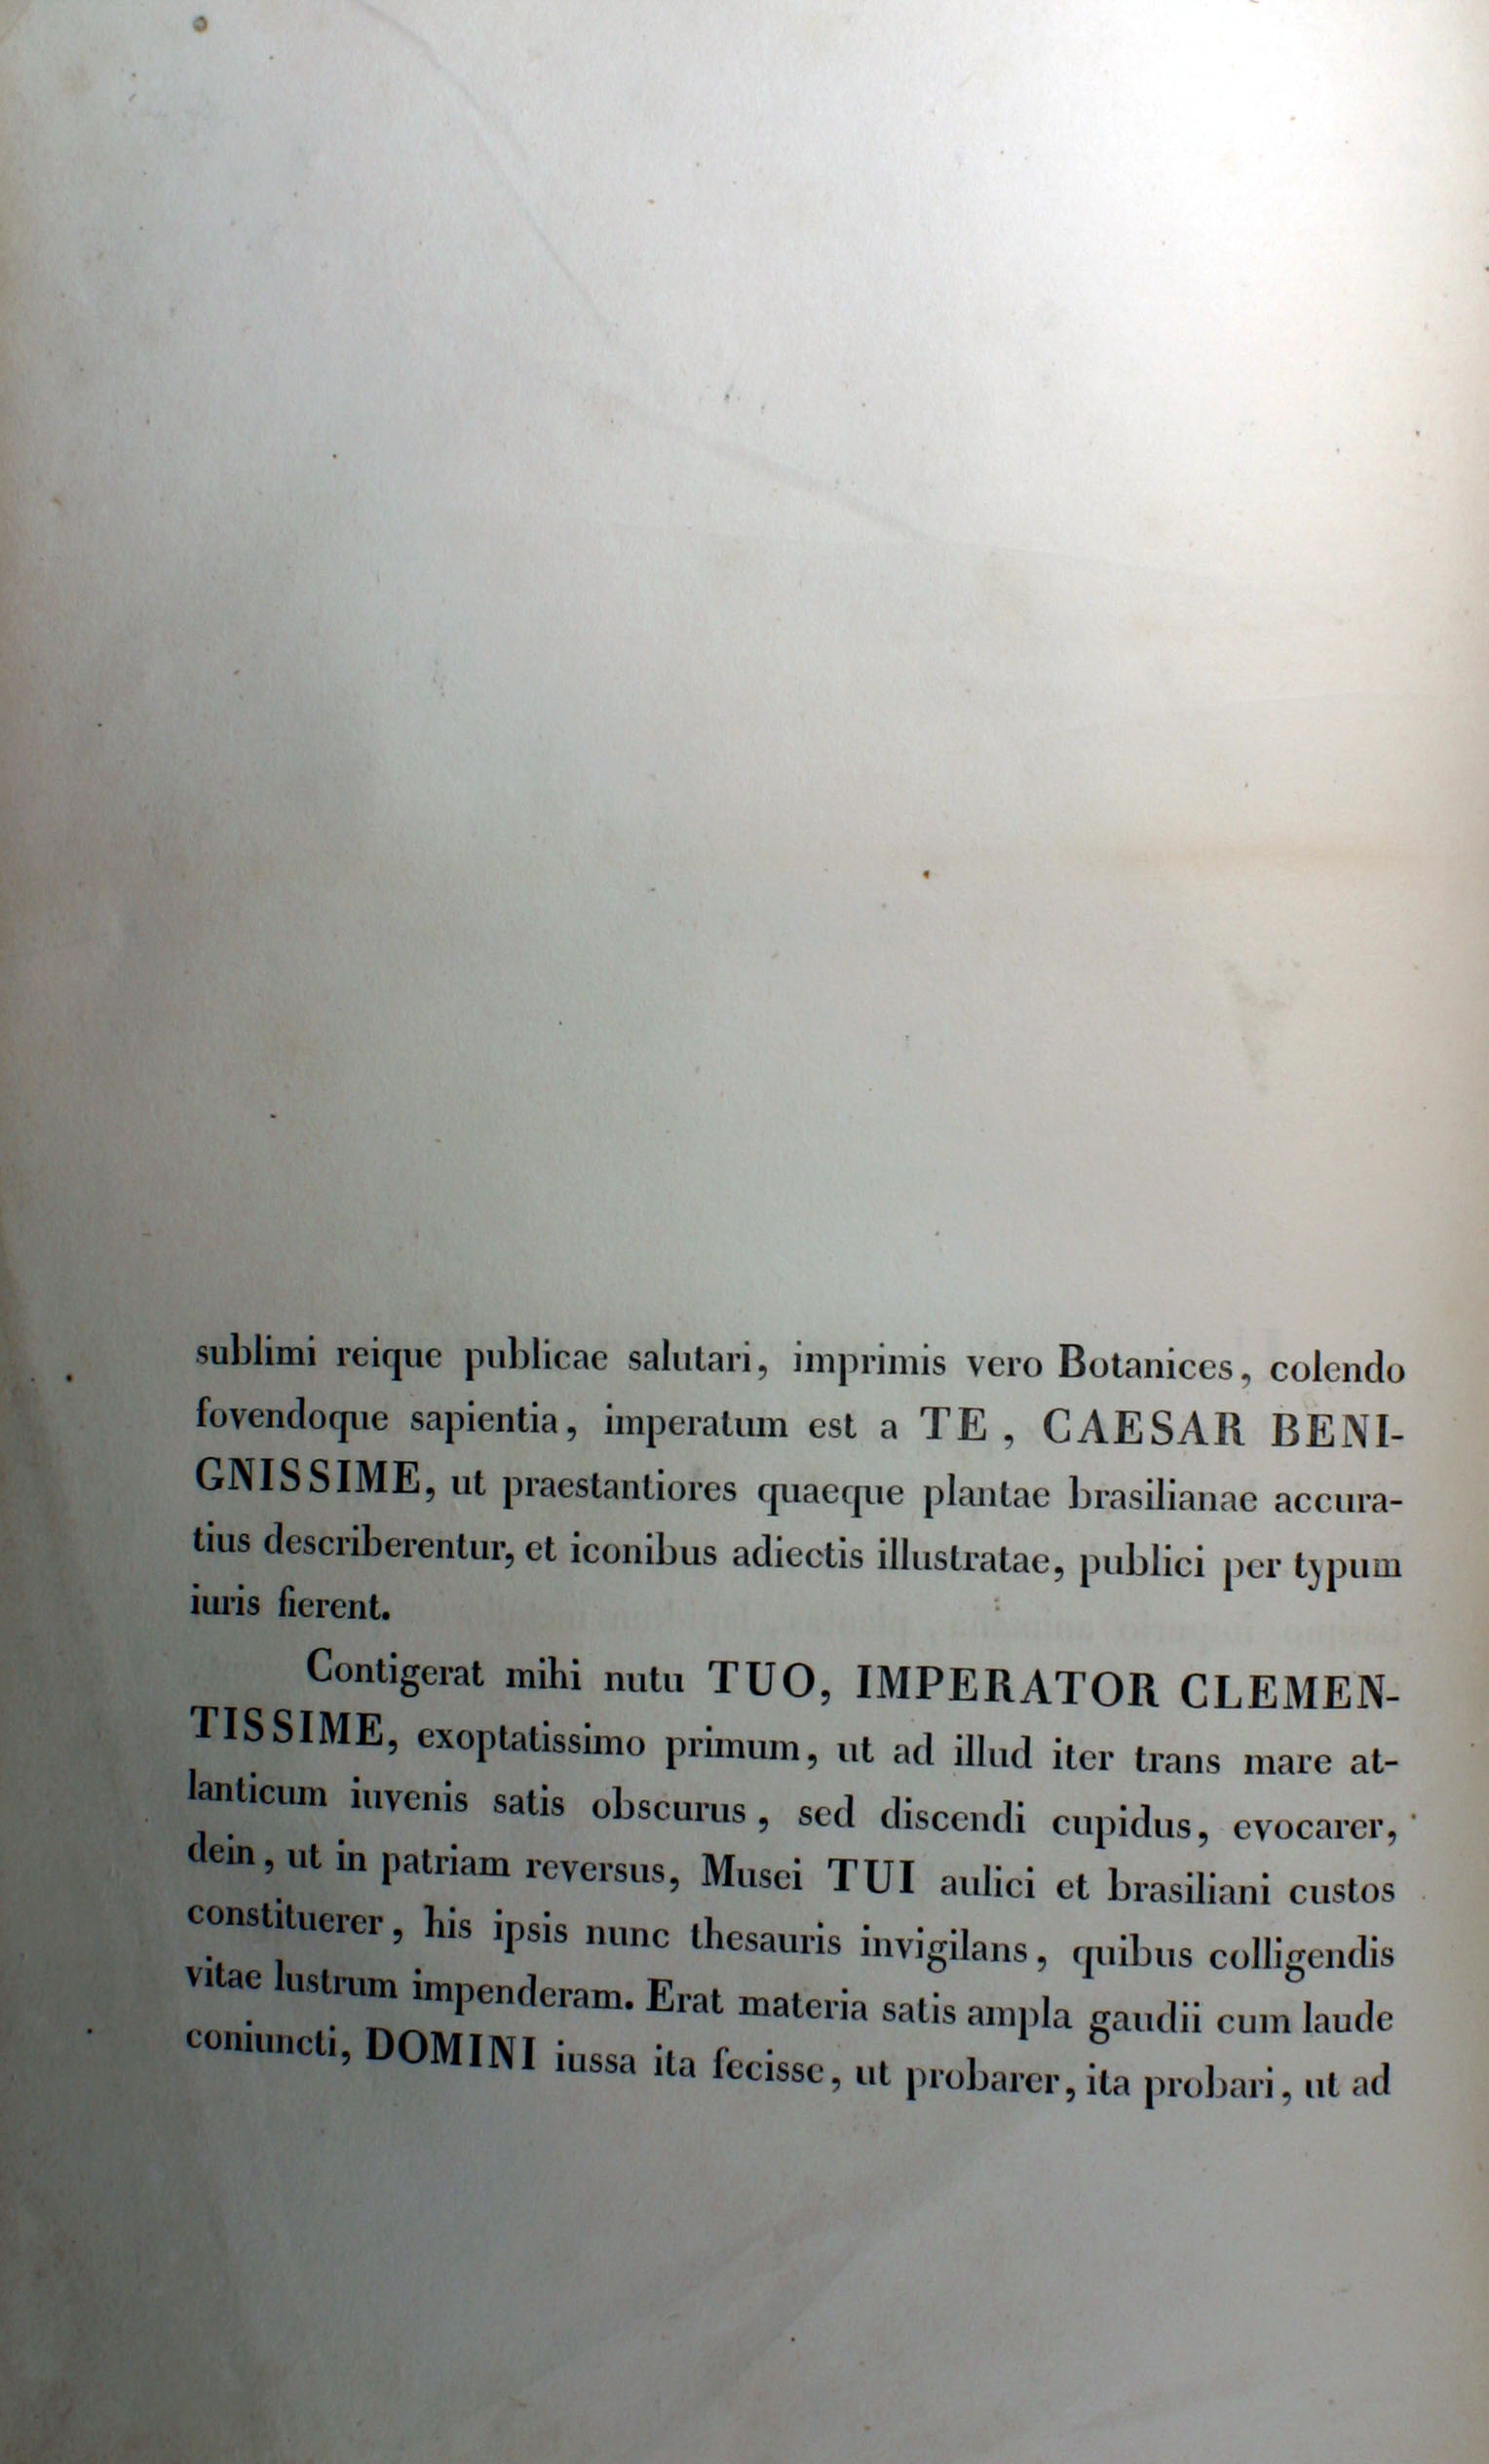 sublimi reique publicae salutari, imprimis vero Botanices, colendo
fovendoque sapientia, imperatum est a TE, CAESAR BENI-
GNISSIME, ut praestantiores quaeque plantae brasilianae accura-
tius describerentur, et iconibus adiectis illustratae, publici per typum
iuris fierent.
Contigerat mihi nutu TUO, IMPERATOR CLEMEN-
TISSIME, exoptatissimo primum, ut ad illud iter trans mare at-
lanticum iuvenis satis obscurus, sed discendi cupidus, evocarer,
dein, ut in patriam reversus, Musei TUI aulici et brasiliani custos
constituerer, his ipsis nunc thesauris invigilans, quibus colligendis
vitae lustrum impenderam. Erat materia satis ampla gaudii cum laude
coniuncti, DOMINI iussa ita fecisse, ut probarer, ita probari, ut ad